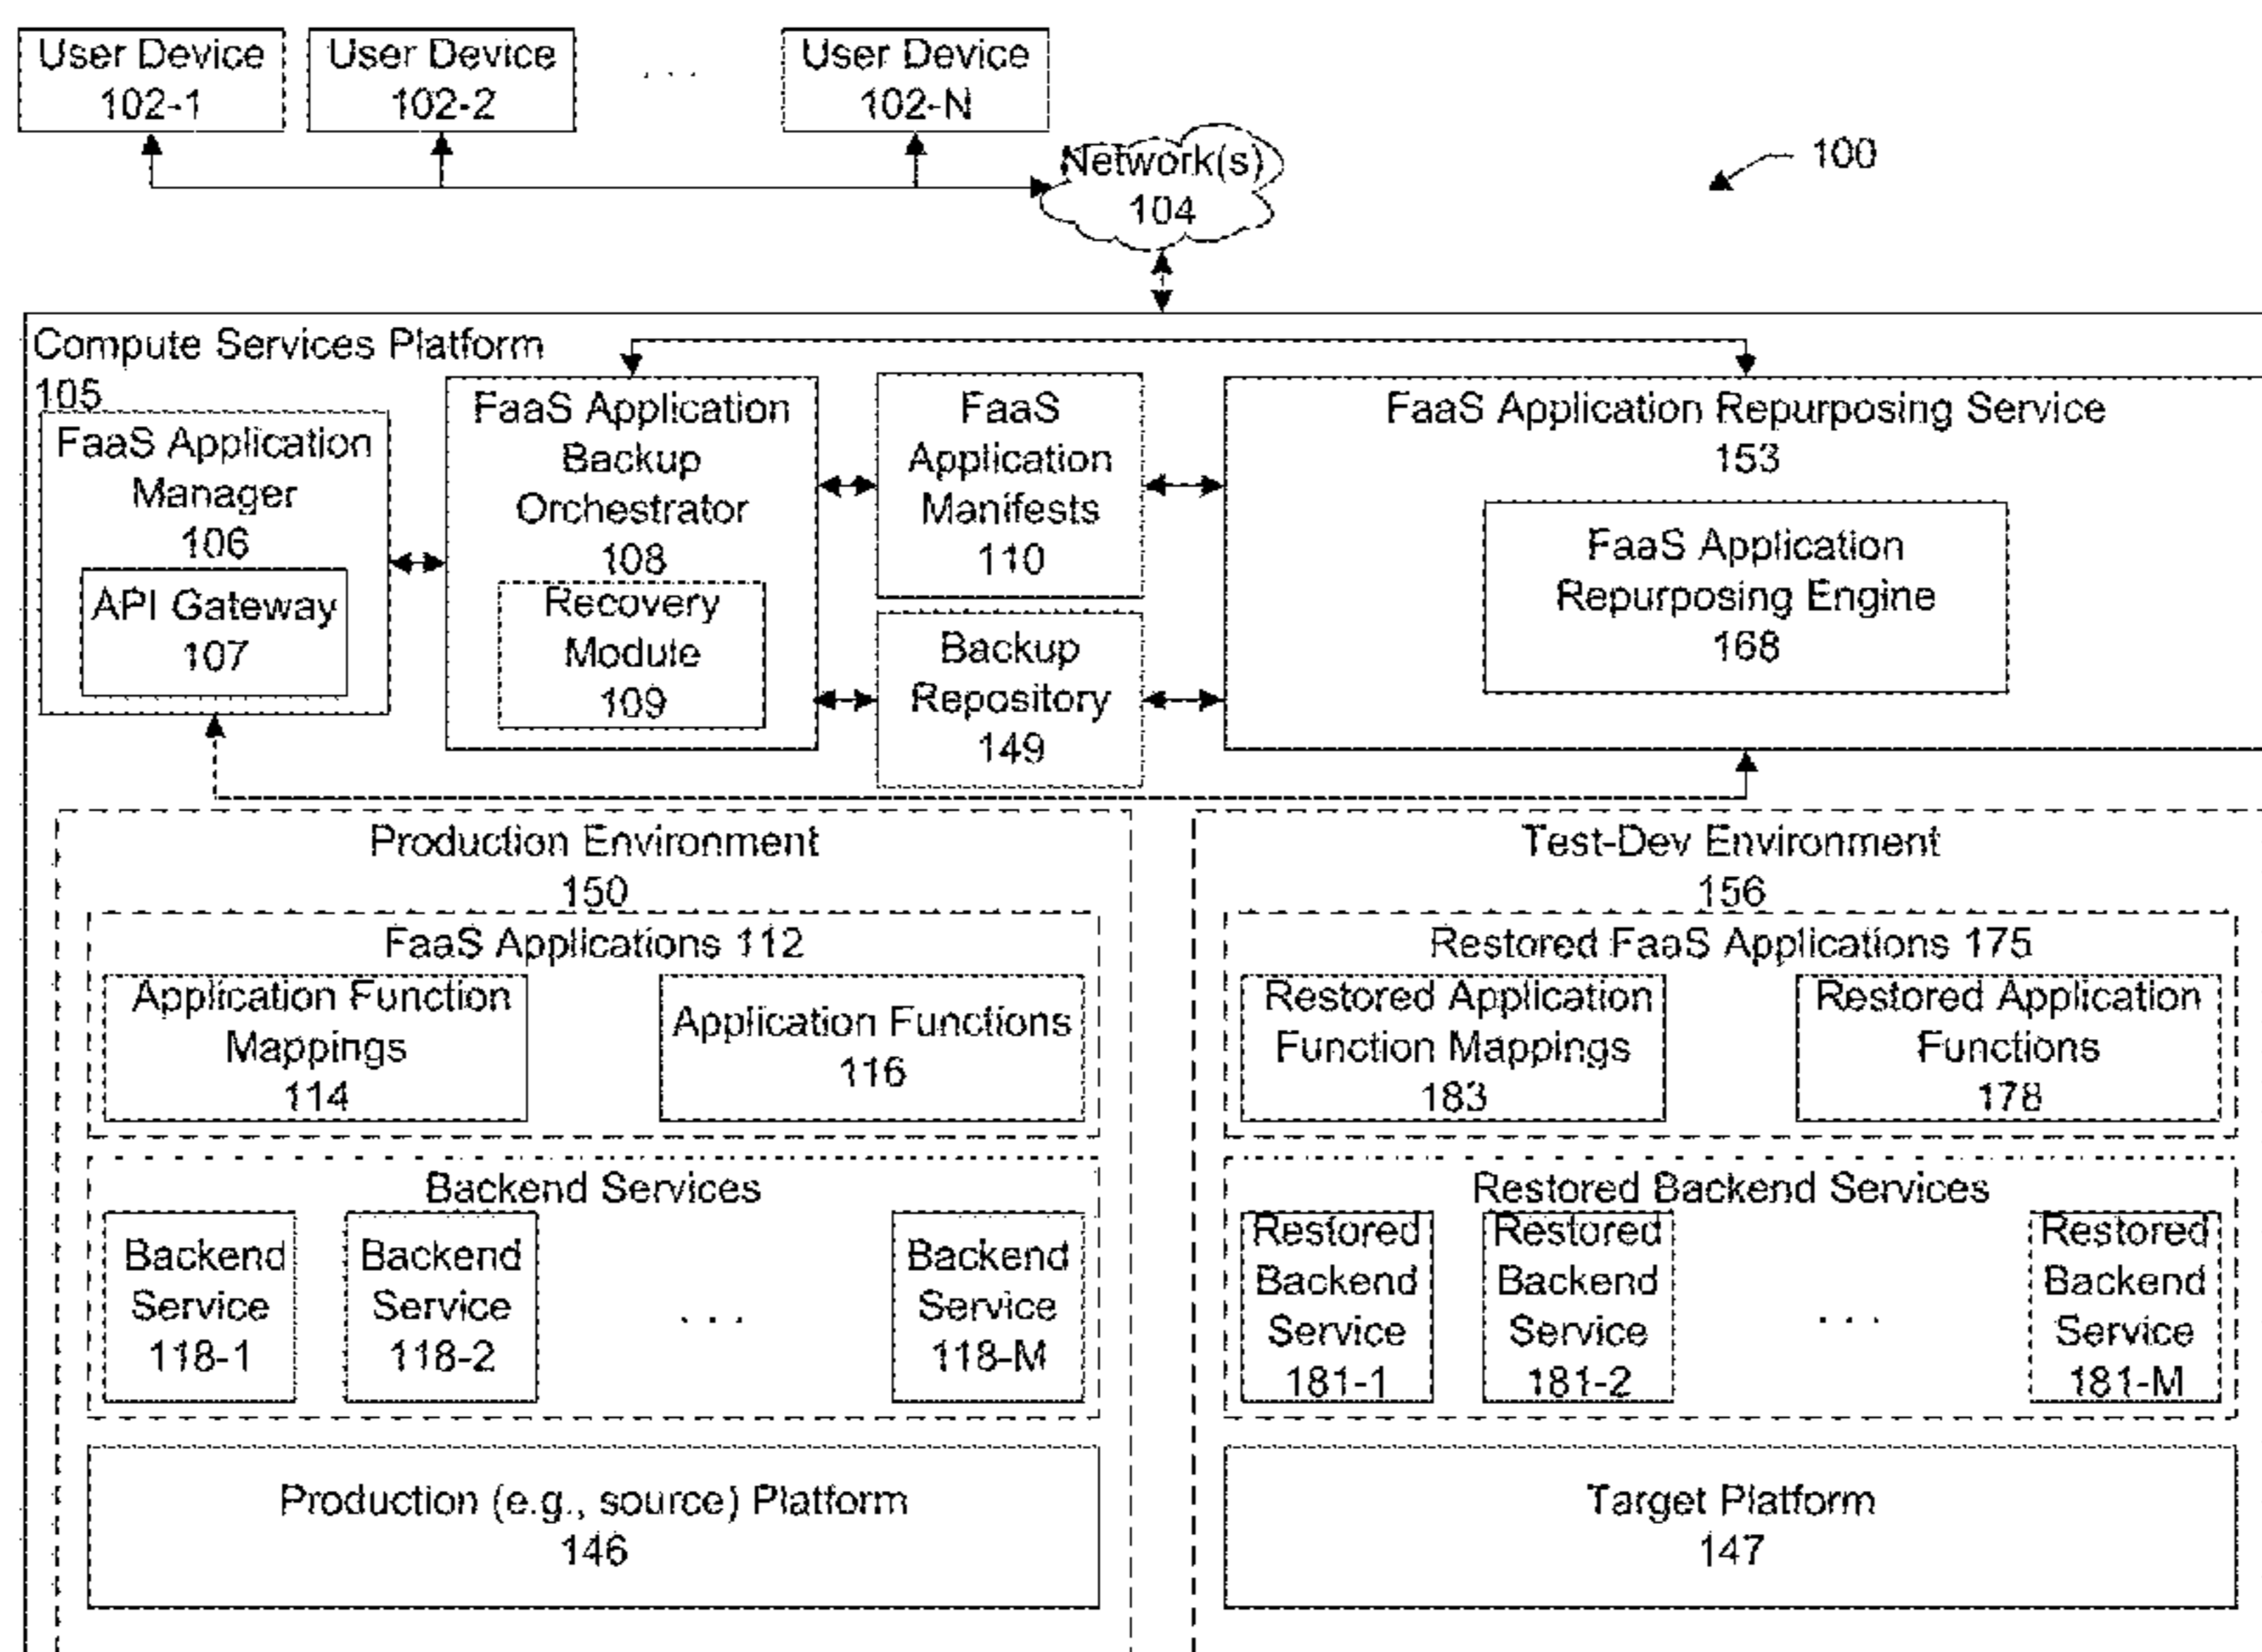 User Device
102-1
User Device
102-2
. . .
User Device
102-N
Network(s)
104
100
Compute Services Platform
105
FaaS Application
Manager
106
API Gateway
107
FaaS Application
Backup
Orchestrator
108
Recovery
Module
109
FaaS
Application
Manifests
110
Backup
Repository
149
FaaS Application Repurposing Service
153
FaaS Application
Repurposing Engine
168
Production Environment
150
FaaS Applications 112
Application Function
Mappings
114
Application Functions
116
Backend Services
Backend
Service
118-1
Backend
Service
118-2
. . .
Backend
Service
118-M
Production (e.g., source) Platform
146
Test-Dev Environment
156
Restored FaaS Applications 175
Restored Application
Function Mappings
183
Restored Application
Functions
178
Restored Backend Services
Restored
Backend
Service
181-1
Restored
Backend
Service
181-2
. . .
Restored
Backend
Service
181-M
Target Platform
147